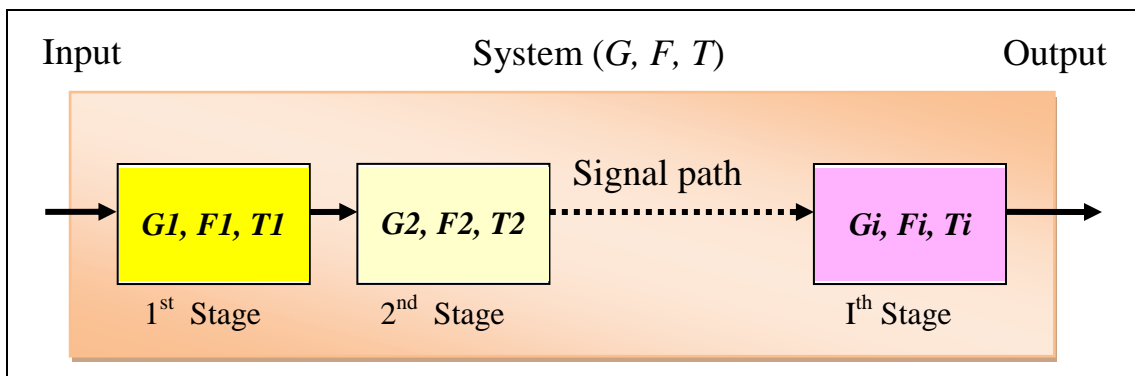 Input System (G, F, T) Output
Signal path
G1, F1, T1 G2, F2, T2 Gi, Fi, Ti
1st Stage 2nd Stage Ith Stage